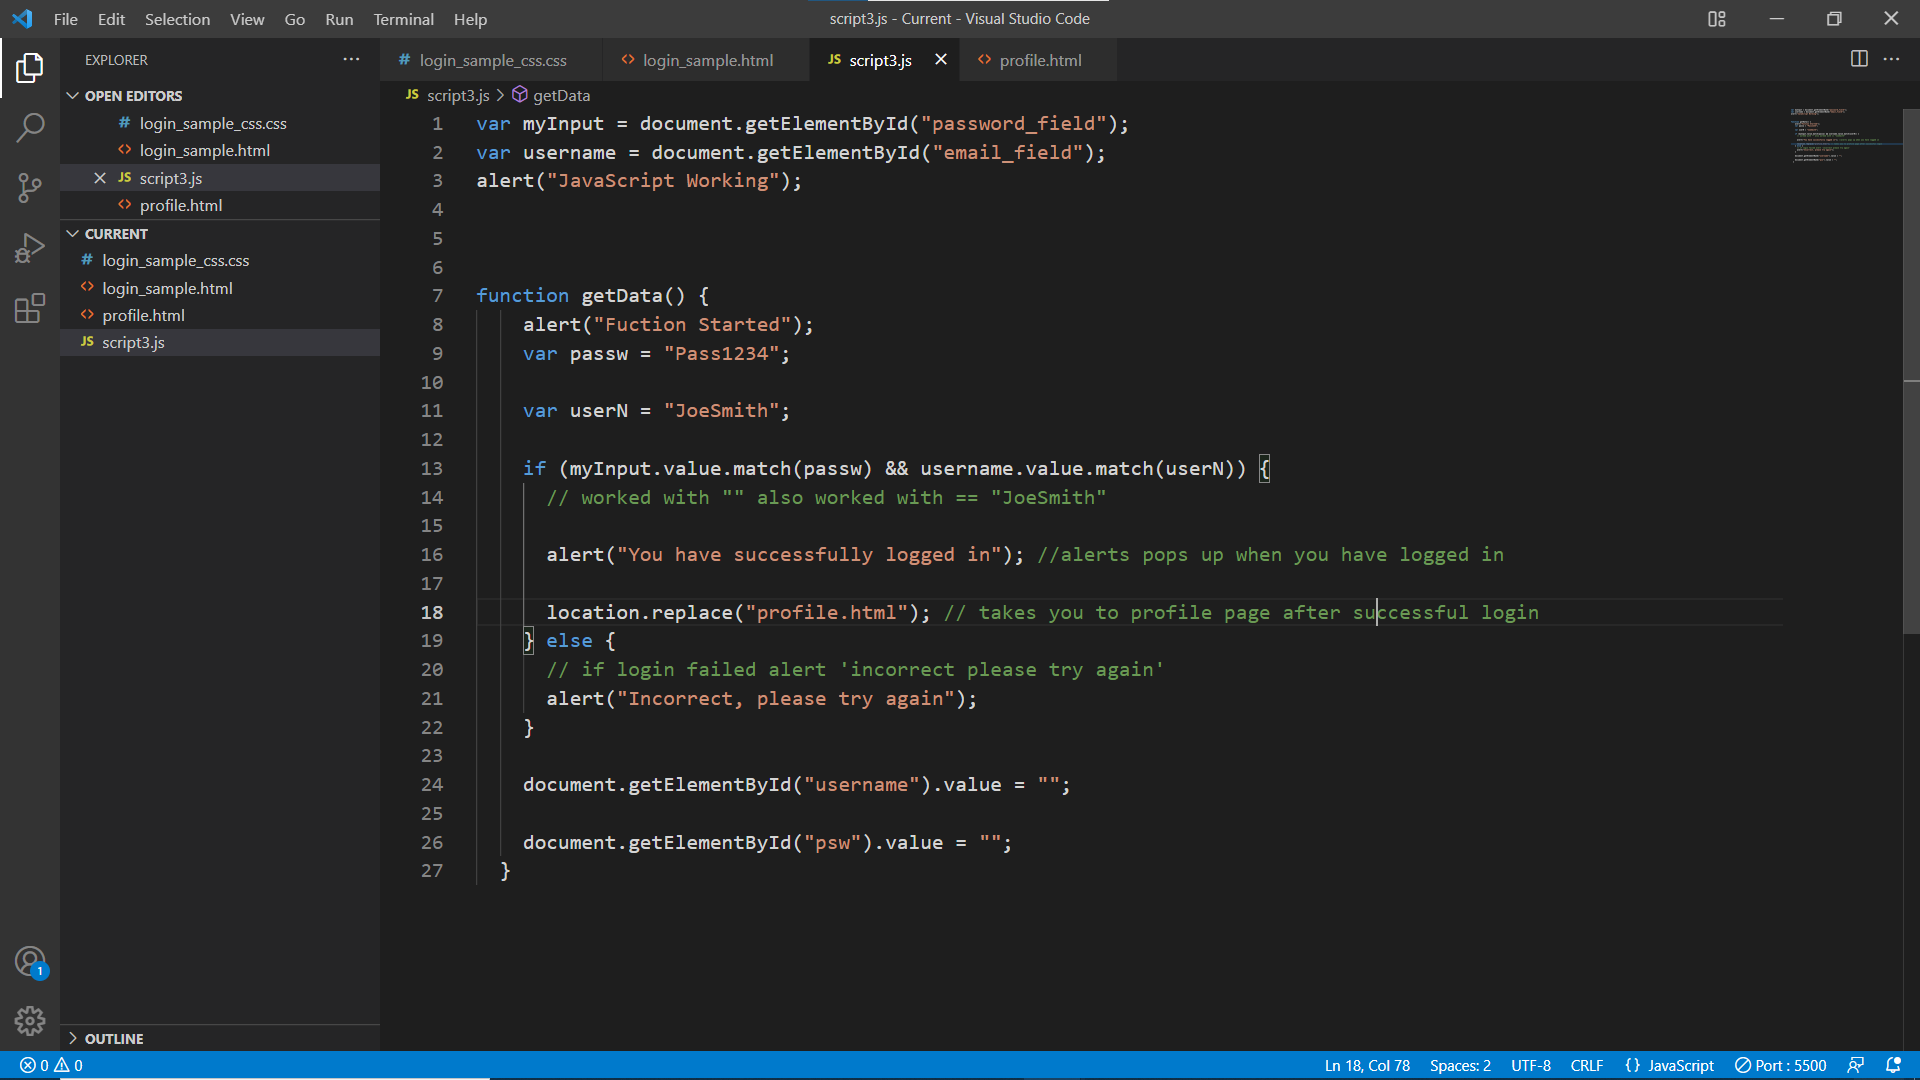 File Edit Selection View Go Run Terminal Help
script3.js - Current - Visual Studio Code
EXPLORER
OPEN EDITORS
# login_sample_css.css
<> login_sample.html
JS script3.js
<> profile.html
CURRENT
# login_sample_css.css
<> login_sample.html
<> profile.html
JS script3.js
OUTLINE
# login_sample_css.css <> login_sample.html JS script3.js <> profile.html
JS script3.js > getData
1 var myInput = document.getElementById("password_field");
2 var username = document.getElementById("email_field");
3 alert("JavaScript Working");
4
5
6
7 function getData() {
8 alert("Fuction Started");
9 var passw = "Pass1234";
10
11 var userN = "JoeSmith";
12
13 if (myInput.value.match(passw) && username.value.match(userN)) {
14 // worked with "" also worked with == "JoeSmith"
15
16 alert("You have successfully logged in"); //alerts pops up when you have logged in
17
18 location.replace("profile.html"); // takes you to profile page after successful login
19 } else {
20 // if login failed alert 'incorrect please try again'
21 alert("Incorrect, please try again");
22 }
23
24 document.getElementById("username").value = "";
25
26 document.getElementById("psw").value = "";
27 }
1
0 0
Ln 18, Col 78 Spaces: 2 UTF-8 CRLF {} JavaScript Port : 5500